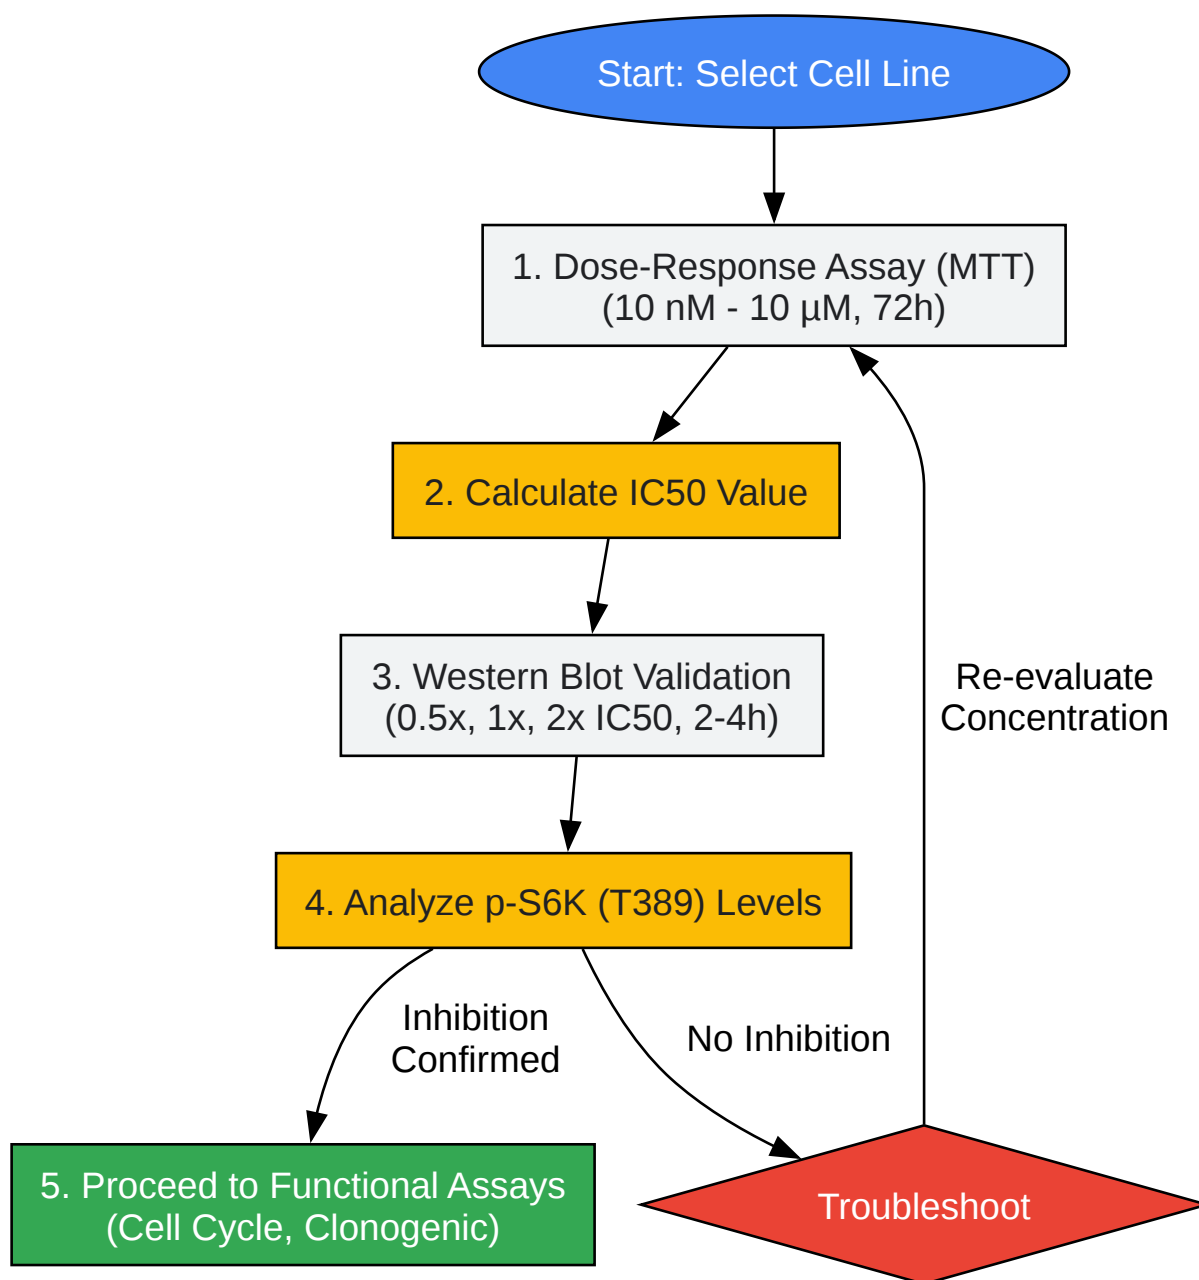 Start: Select Cell Line
1. Dose-Response Assay (MTT)
(10 nM - 10 µM, 72h)
2. Calculate IC50 Value
3. Western Blot Validation
(0.5x, 1x, 2x IC50, 2-4h)
Re-evaluate
Concentration
4. Analyze p-S6K (T389) Levels
Inhibition
Confirmed
No Inhibition
5. Proceed to Functional Assays
(Cell Cycle, Clonogenic)
Troubleshoot